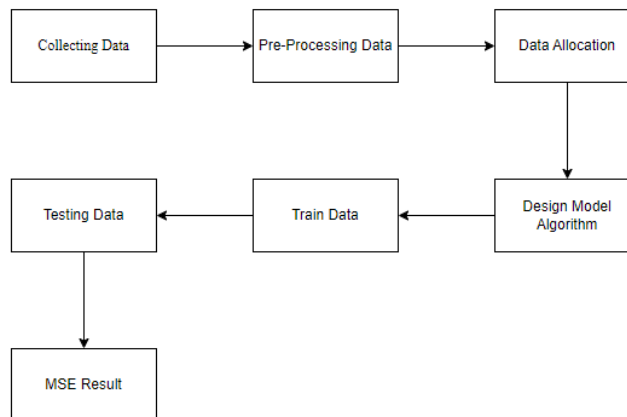 Collecting Data
Pre-Processing Data
Data Allocation
Design Model
Algorithm
Train Data
Testing Data
MSE Result